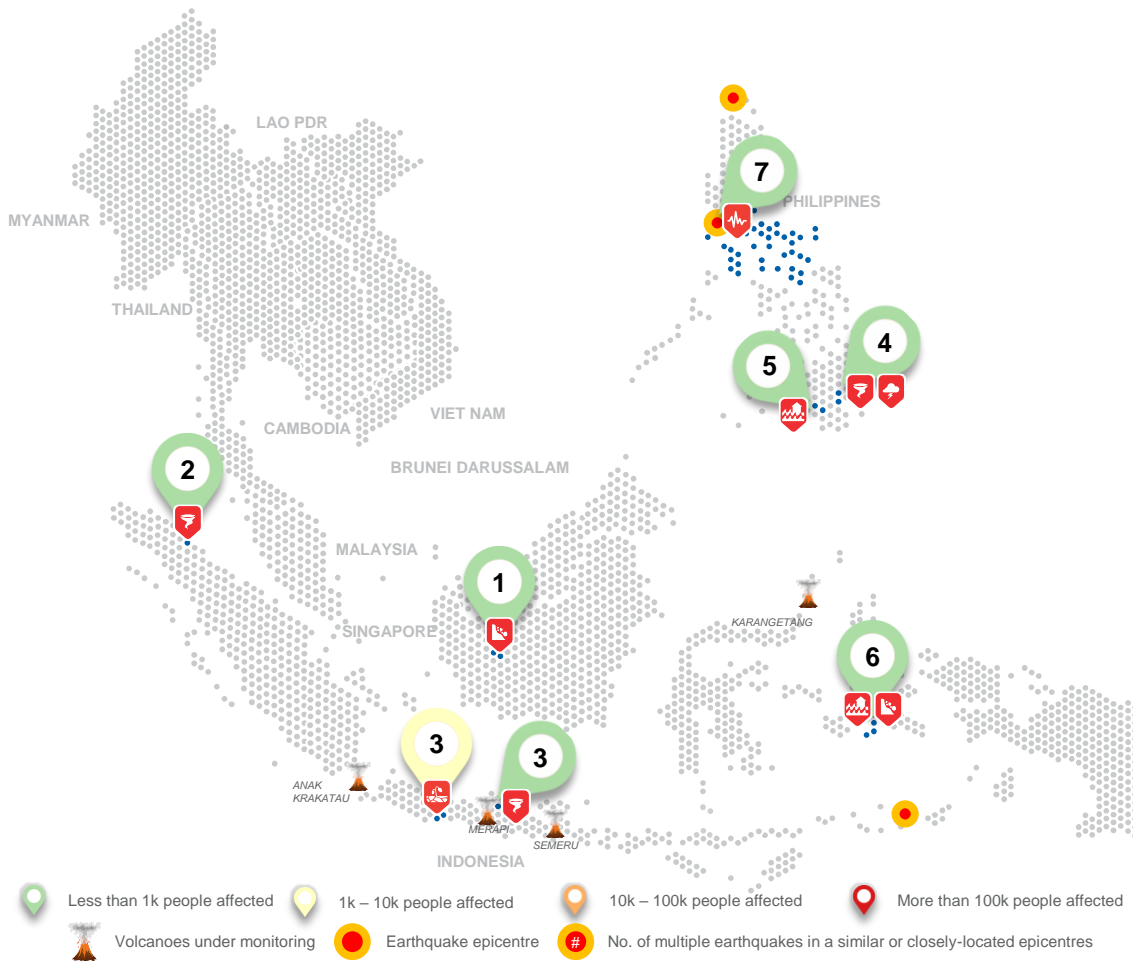 LAO PDR
7
MYANMAR
PHILIPPINES
THAILAND
4
5
VIET NAM
CAMBODIA
2
BRUNEI DARUSSALAM
MALAYSIA
1
KARANGETANG
SINGAPORE
6
3
3
ANAK
KRAKATAU
MERAPI
SEMERU
INDONESIA
Less than 1k people affected
1k – 10k people affected
10k – 100k people affected
More than 100k people affected
Volcanoes under monitoring
Earthquake epicentre
#
No. of multiple earthquakes in a similar or closely-located epicentres